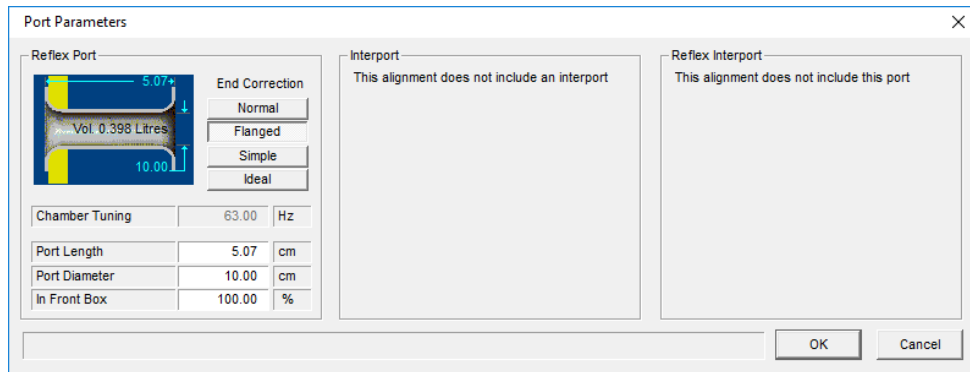 Port Parameters
Reflex Port
5.07
Vol. 0.398 Litres
10.00
End Correction
Normal
Flanged
Simple
Ideal
Chamber Tuning 63.00 Hz
Port Length 5.07 cm
Port Diameter 10.00 cm
In Front Box 100.00 %
Interport
This alignment does not include an interport
Reflex Interport
This alignment does not include this port
OK Cancel